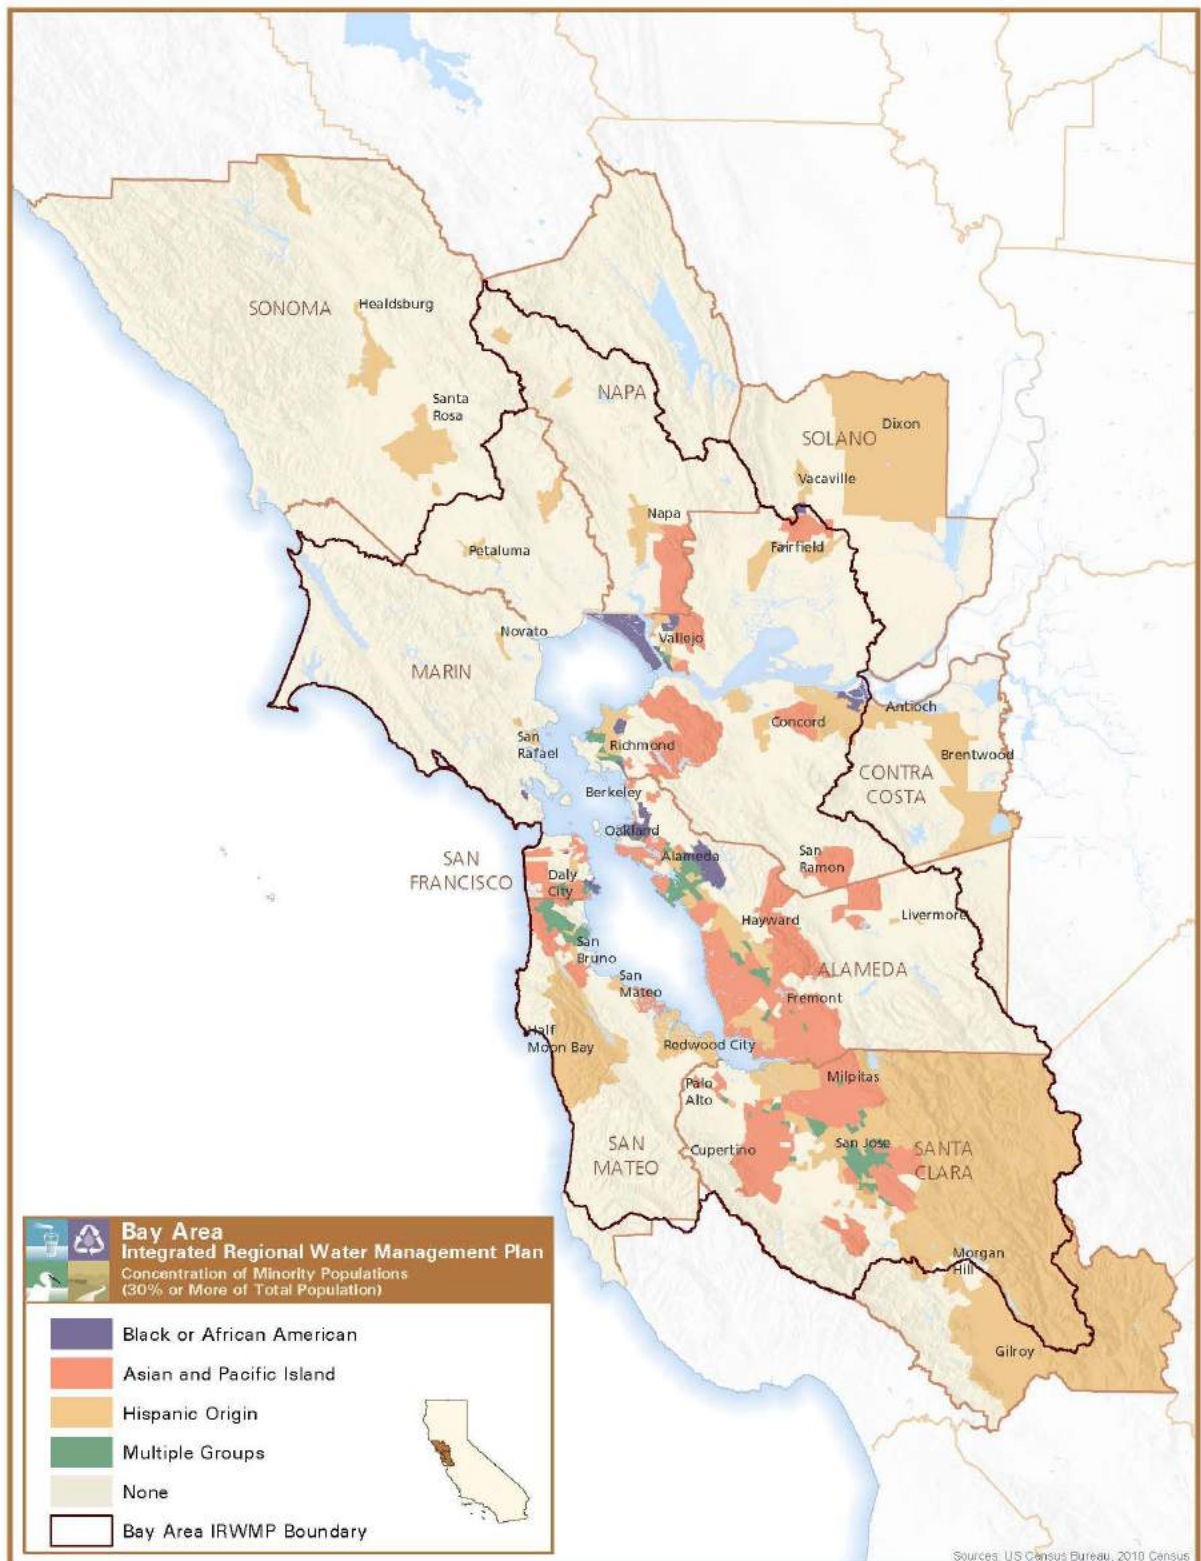 SONOMA
Healdsburg
Santa
Rosa
NAPA
SOLANO
Dixon
Vacaville
Napa
Petaluma
Fairfield
Novato
Vallejo
MARIN
Antioch
Concord
San
Rafael
Richmond
Brentwood
CONTRA
COSTA
Berkeley
Oakland
Alameda
SAN
FRANCISCO
San
Ramon
Daly
City
Hayward
Livermore
San
Bruno
ALAMEDA
San
Mateo
Fremont
Half
Moon Bay
Redwood City
Milpitas
Palo
Alto
SAN
MATEO
Cupertino
San Jose
SANTA
CLARA
Morgan
Hill
Gilroy
Bay Area
Integrated Regional Water Management Plan
Concentration of Minority Populations
(30% or More of Total Population)
Black or African American
Asian and Pacific Island
Hispanic Origin
Multiple Groups
None
Bay Area IRWMP Boundary
Sources: US Census Bureau, 2010 Census